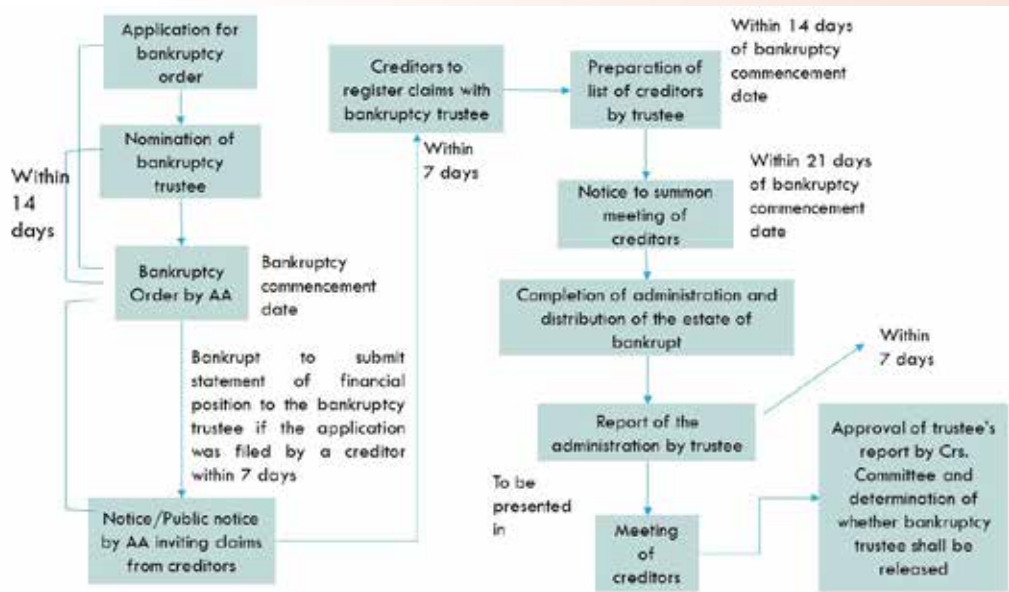 Application for
bankruptcy
order
Nomination of
bankruptcy
trustee
Within
14
days
Bankruptcy
Order by AA
Bankruptcy
commencement
date
Bankrupt to submit
statement of financial
position to the bankruptcy
trustee if the application
was filed by a creditor
within 7 days
Notice/Public notice
by AA inviting claims
from creditors
Creditors to
register claims with
bankruptcy trustee
Within
7 days
Preparation of
list of creditors
by trustee
Within 14 days
of bankruptcy
commencement
date
Notice to summon
meeting of
creditors
Within 21 days
of bankruptcy
commencement
date
Completion of administration and
distribution of the estate of
bankrupt
Within
7 days
Report of the
administration by trustee
To be
presented
in
Meeting
of
creditors
Approval of trustee's
report by Crs.
Committee and
determination of
whether bankruptcy
trustee shall be
released